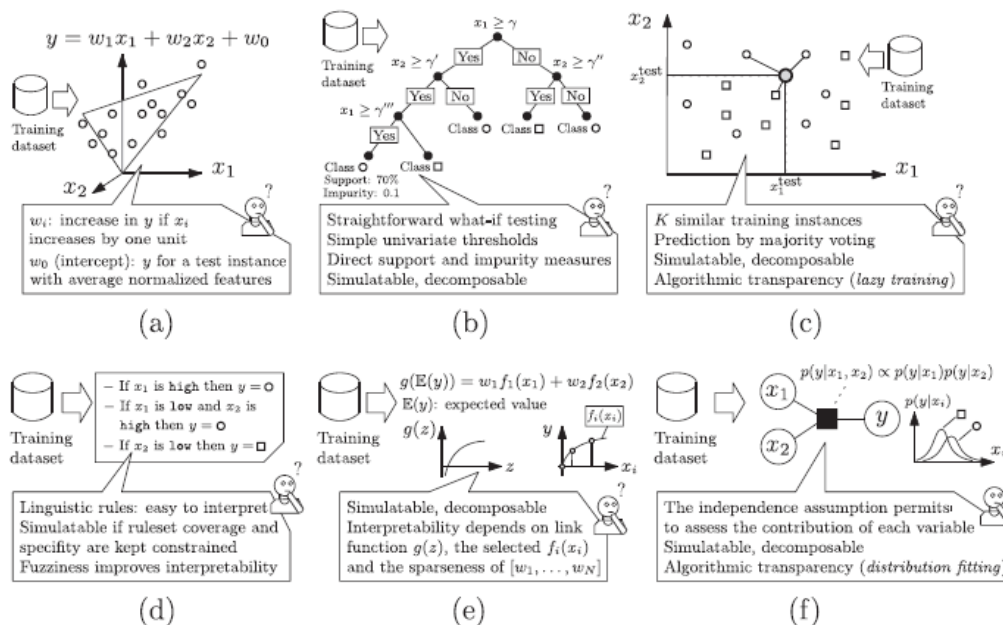 y = w₁x₁ + w₂x₂ + w₀
Training
dataset
x₂
x₁
?
wᵢ: increase in y if xᵢ
increases by one unit
w₀ (intercept): y for a test instance
with average normalized features
(a)
Training
dataset
x₁ ≥ γ
Yes
No
x₂ ≥ γ′
x₂ ≥ γ″
Yes
No
Yes
No
x₁ ≥ γ‴
Yes
Class ○
Class □
Class ○
Class ○
Class □
Support: 70%
Impurity: 0.1
?
Straightforward what-if testing
Simple univariate thresholds
Direct support and impurity measures
Simulatable, decomposable
(b)
x₂
x₂ᵗᵉˢᵗ
Training
dataset
x₁ᵗᵉˢᵗ
x₁
?
K similar training instances
Prediction by majority voting
Simulatable, decomposable
Algorithmic transparency (lazy training)
(c)
Training
dataset
– If x₁ is high then y = ○
– If x₁ is low and x₂ is
high then y = ○
– If x₂ is low then y = □
?
Linguistic rules: easy to interpret
Simulatable if ruleset coverage and
specifity are kept constrained
Fuzziness improves interpretability
(d)
Training
dataset
g(𝔼(y)) = w₁f₁(x₁) + w₂f₂(x₂)
𝔼(y): expected value
g(z)
z
y
fᵢ(xᵢ)
xᵢ
?
Simulatable, decomposable
Interpretability depends on link
function g(z), the selected fᵢ(xᵢ)
and the sparseness of [w₁, . . . , w_N]
(e)
Training
dataset
p(y|x₁, x₂) ∝ p(y|x₁)p(y|x₂)
x₁
x₂
y
p(y|xᵢ)
?
The independence assumption permits
to assess the contribution of each variable
Simulatable, decomposable
Algorithmic transparency (distribution fitting)
(f)